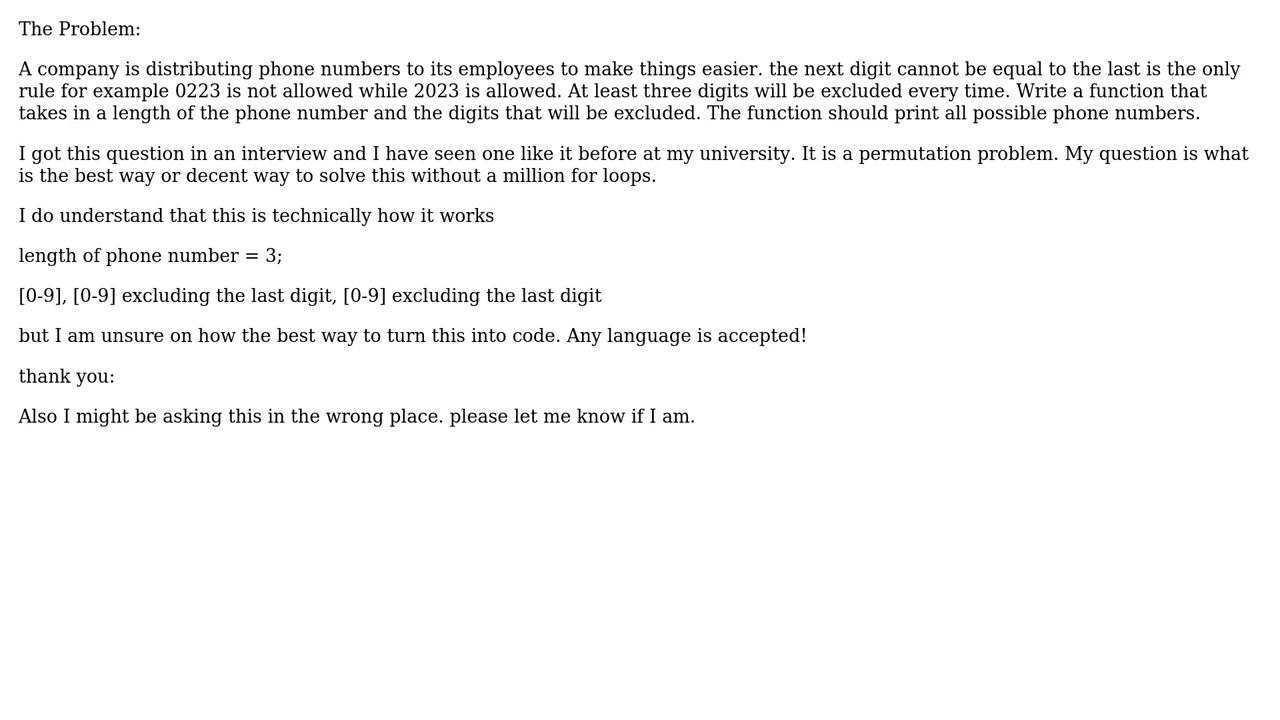 The Problem:
A company is distributing phone numbers to its employees to make things easier. the next digit cannot be equal to the last is the only
rule for example 0223 is not allowed while 2023 is allowed. At least three digits will be excluded every time. Write a function that
takes in a length of the phone number and the digits that will be excluded. The function should print all possible phone numbers.
I got this question in an interview and I have seen one like it before at my university. It is a permutation problem. My question is what
is the best way or decent way to solve this without a million for loops.
I do understand that this is technically how it works
length of phone number = 3;
[0-9], [0-9] excluding the last digit, [0-9] excluding the last digit
but I am unsure on how the best way to turn this into code. Any language is accepted!
thank you:
Also I might be asking this in the wrong place. please let me know if I am.